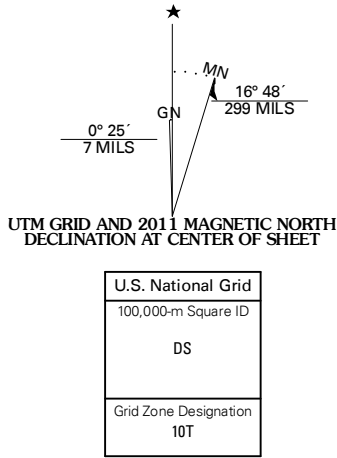 ★
MN
16° 48´
299 MILS
GN
0° 25´
7 MILS
UTM GRID AND 2011 MAGNETIC NORTH
DECLINATION AT CENTER OF SHEET
U.S. National Grid
100,000-m Square ID
DS
Grid Zone Designation
10T